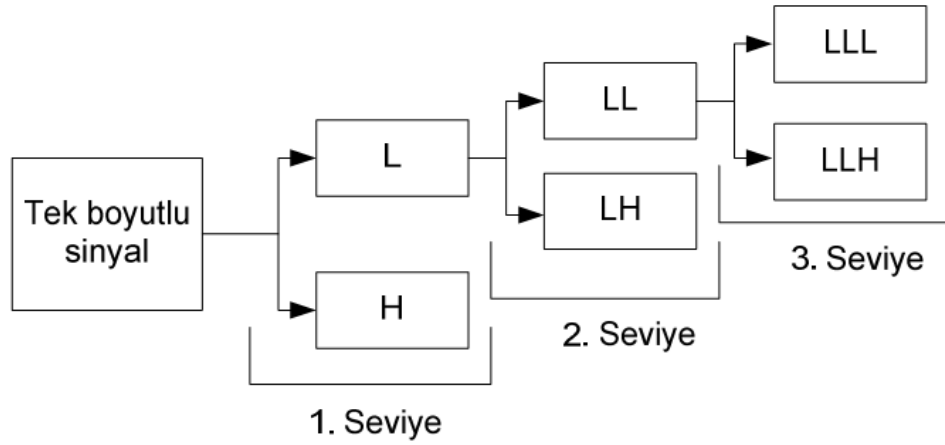 Tek boyutlu
sinyal
L
H
1. Seviye
LL
LH
2. Seviye
LLL
LLH
3. Seviye